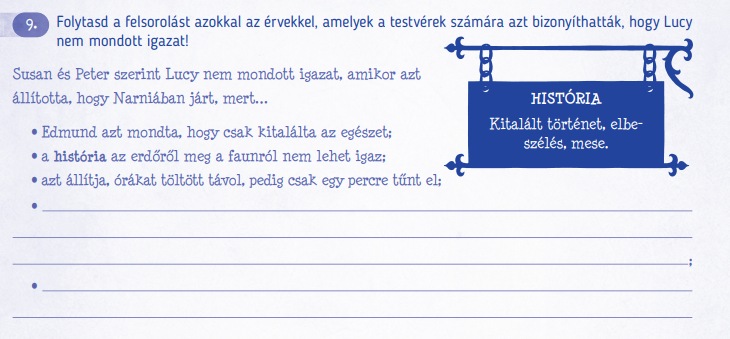 9.
Folytasd a felsorolást azokkal az érvekkel, amelyek a testvérek számára azt bizonyíthatták, hogy Lucy
nem mondott igazat!
Susan és Peter szerint Lucy nem mondott igazat, amikor azt
állította, hogy Narniában járt, mert...
• Edmund azt mondta, hogy csak kitalálta az egészet;
• a história az erdőről meg a faunról nem lehet igaz;
• azt állítja, órákat töltött távol, pedig csak egy percre tűnt el;
•
;
•
HISTÓRIA
Kitalált történet, elbe-
szélés, mese.